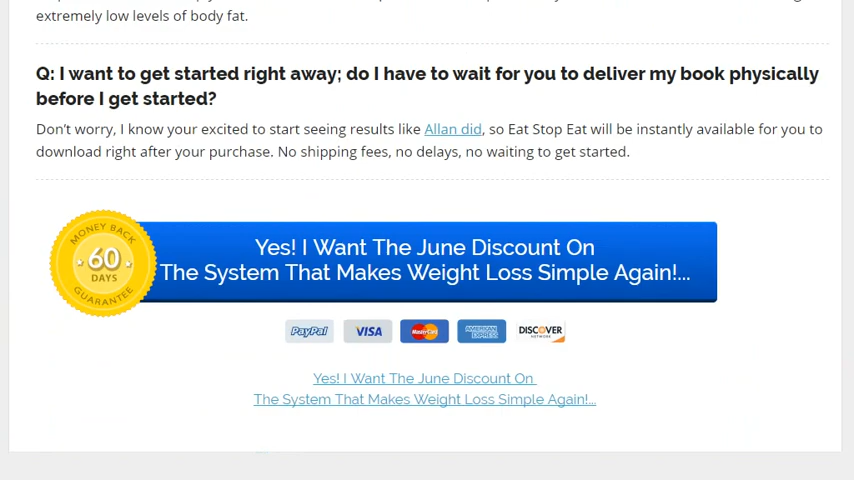 extremely low levels of body fat.
Q: I want to get started right away; do I have to wait for you to deliver my book physically
before I get started?
Don't worry, I know your excited to start seeing results like Allan did, so Eat Stop Eat will be instantly available for you to
download right after your purchase. No shipping fees, no delays, no waiting to get started.
MONEY BACK
60
DAYS
GUARANTEE
Yes! I Want The June Discount On
The System That Makes Weight Loss Simple Again!...
PayPal VISA MasterCard AMERICAN EXPRESS DISCOVER NETWORK
Yes! I Want The June Discount On
The System That Makes Weight Loss Simple Again!...